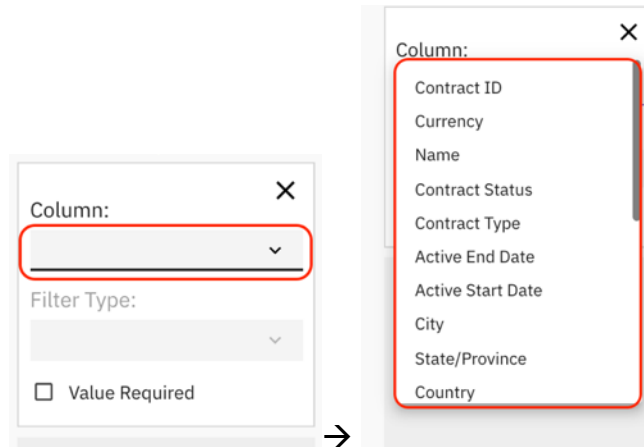 Column:
Filter Type:
Value Required
→
Column:
Contract ID
Currency
Name
Contract Status
Contract Type
Active End Date
Active Start Date
City
State/Province
Country